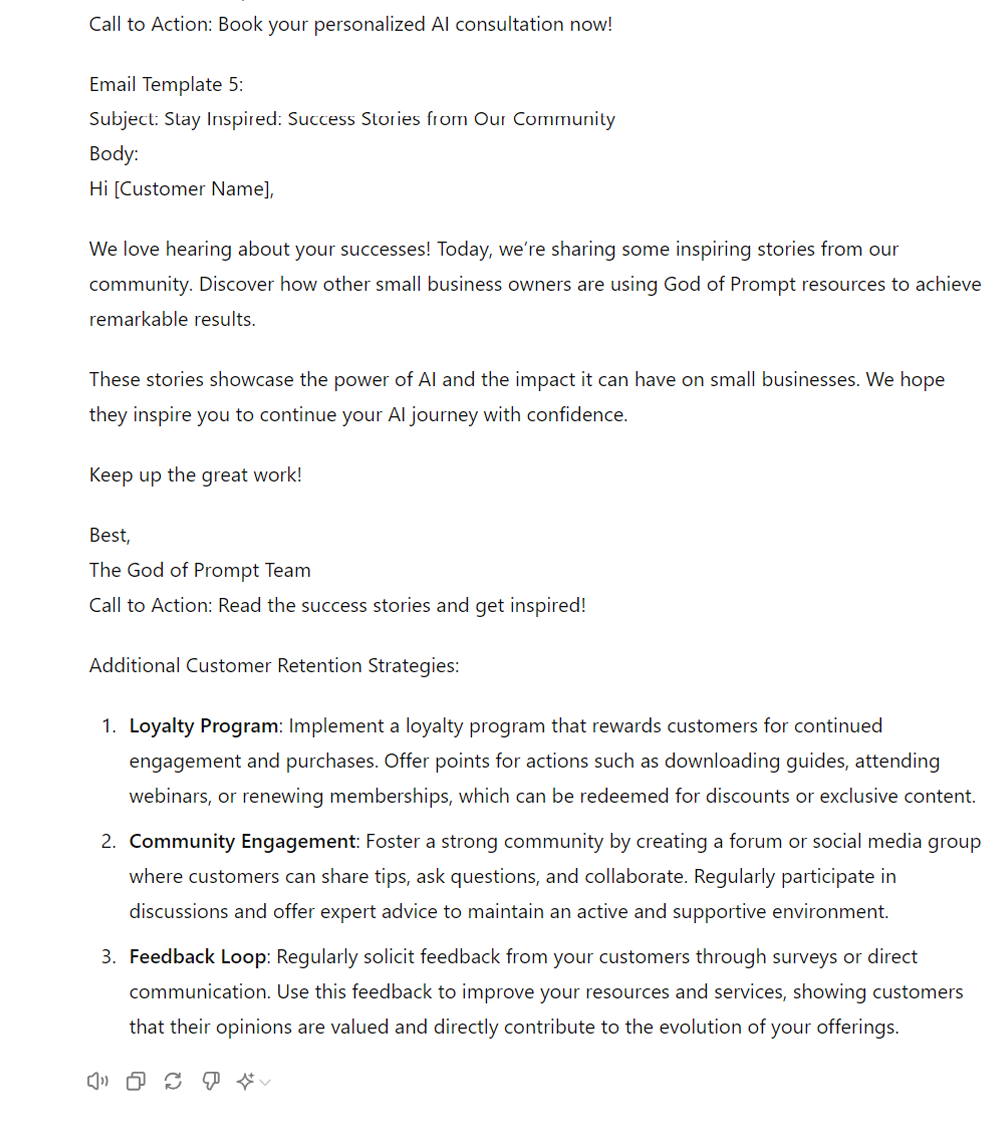 Call to Action: Book your personalized AI consultation now!
Email Template 5:
Subject: Stay Inspired: Success Stories from Our Community
Body:
Hi [Customer Name],
We love hearing about your successes! Today, we’re sharing some inspiring stories from our
community. Discover how other small business owners are using God of Prompt resources to achieve
remarkable results.
These stories showcase the power of AI and the impact it can have on small businesses. We hope
they inspire you to continue your AI journey with confidence.
Keep up the great work!
Best,
The God of Prompt Team
Call to Action: Read the success stories and get inspired!
Additional Customer Retention Strategies:
1. Loyalty Program: Implement a loyalty program that rewards customers for continued
engagement and purchases. Offer points for actions such as downloading guides, attending
webinars, or renewing memberships, which can be redeemed for discounts or exclusive content.
2. Community Engagement: Foster a strong community by creating a forum or social media group
where customers can share tips, ask questions, and collaborate. Regularly participate in
discussions and offer expert advice to maintain an active and supportive environment.
3. Feedback Loop: Regularly solicit feedback from your customers through surveys or direct
communication. Use this feedback to improve your resources and services, showing customers
that their opinions are valued and directly contribute to the evolution of your offerings.